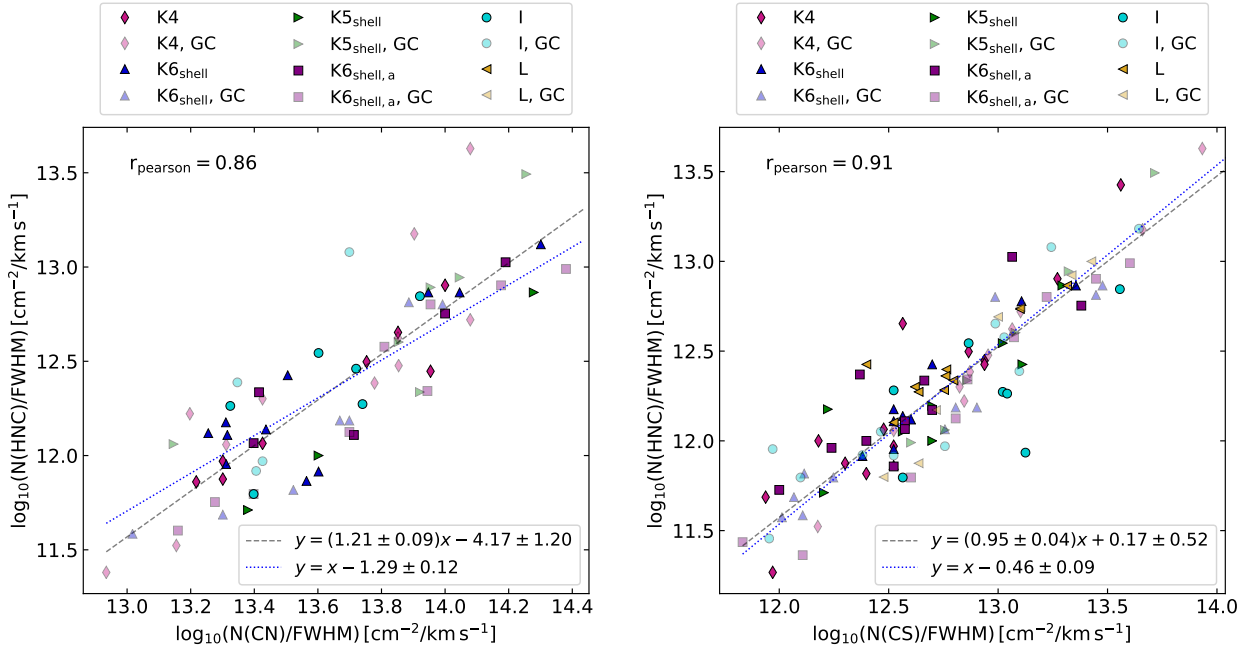 K4
K4, GC
K6shell
K6shell, GC
K5shell
K5shell, GC
K6shell, a
K6shell, a, GC
I
I, GC
L
L, GC
K4
K4, GC
K6shell
K6shell, GC
K5shell
K5shell, GC
K6shell, a
K6shell, a, GC
I
I, GC
L
L, GC
rpearson = 0.86
log10(N(HNC)/FWHM) [cm−2/km s−1]
13.5
13.0
12.5
12.0
11.5
y = (1.21 ± 0.09)x − 4.17 ± 1.20
y = x − 1.29 ± 0.12
13.0 13.2 13.4 13.6 13.8 14.0 14.2 14.4
log10(N(CN)/FWHM) [cm−2/km s−1]
rpearson = 0.91
log10(N(HNC)/FWHM) [cm−2/km s−1]
13.5
13.0
12.5
12.0
11.5
y = (0.95 ± 0.04)x + 0.17 ± 0.52
y = x − 0.46 ± 0.09
12.0 12.5 13.0 13.5 14.0
log10(N(CS)/FWHM) [cm−2/km s−1]